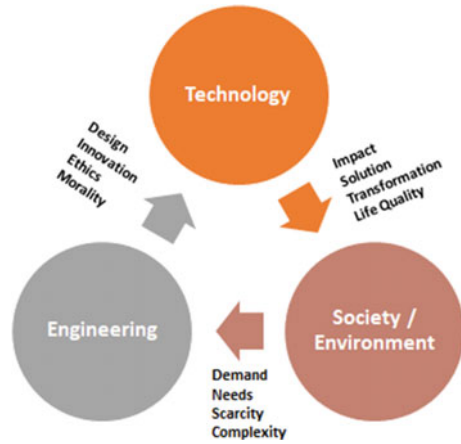 Technology
Design
Innovation
Ethics
Morality
Impact
Solution
Transformation
Life Quality
Engineering
Society /
Environment
Demand
Needs
Scarcity
Complexity